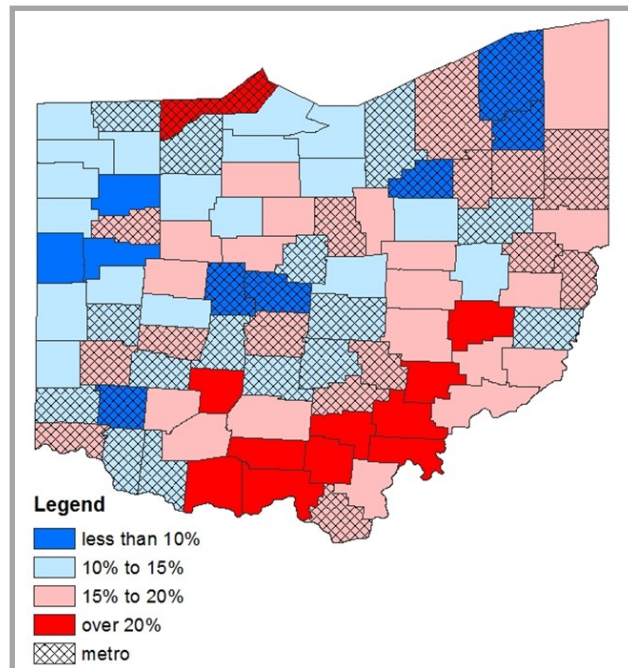 Legend
less than 10%
10% to 15%
15% to 20%
over 20%
metro